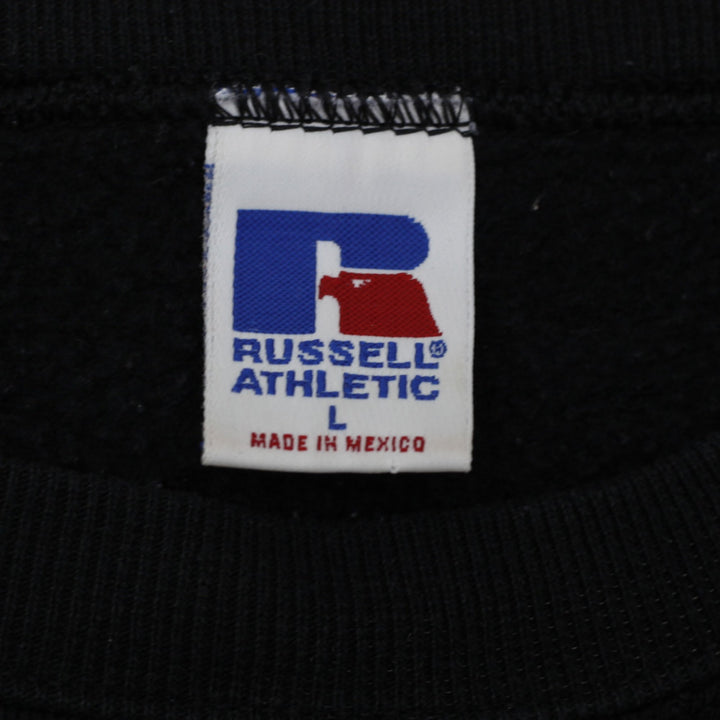 R
RUSSELL®
ATHLETIC
L
MADE IN MEXICO